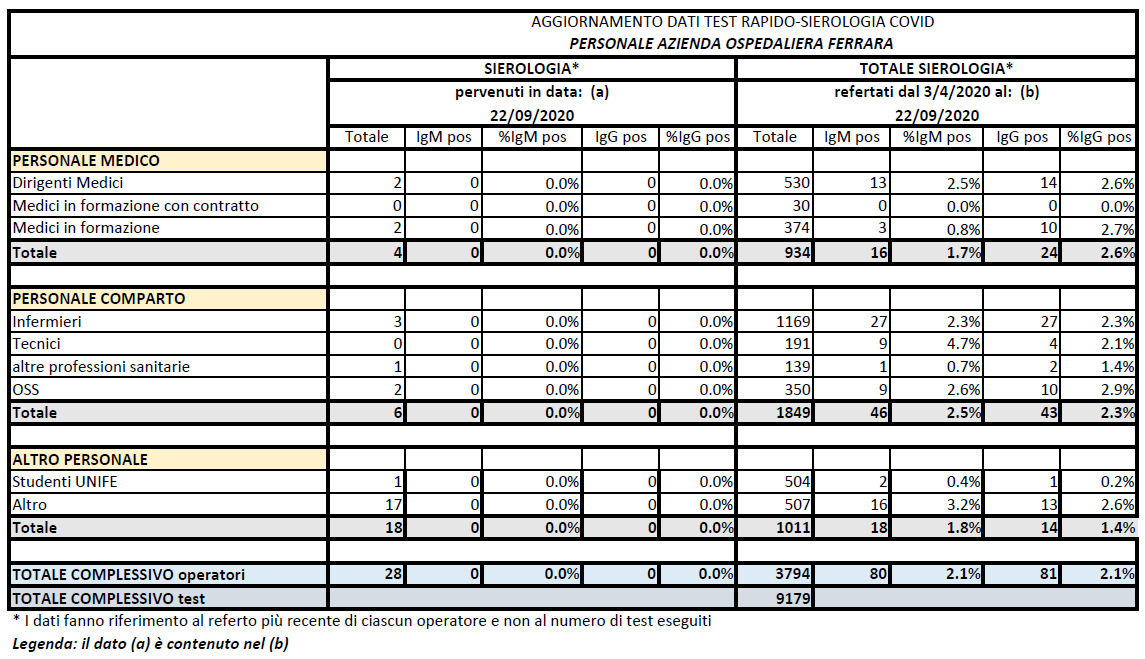 AGGIORNAMENTO DATI TEST RAPIDO-SIEROLOGIA COVID
PERSONALE AZIENDA OSPEDALIERA FERRARA
SIEROLOGIA* TOTALE SIEROLOGIA*
pervenuti in data: (a) refertati dal 3/4/2020 al: (b)
22/09/2020 22/09/2020
Totale IgM pos %IgM pos IgG pos %IgG pos Totale IgM pos %IgM pos IgG pos %IgG pos
PERSONALE MEDICO
Dirigenti Medici 2 0 0.0% 0 0.0% 530 13 2.5% 14 2.6%
Medici in formazione con contratto 0 0 0.0% 0 0.0% 30 0 0.0% 0 0.0%
Medici in formazione 2 0 0.0% 0 0.0% 374 3 0.8% 10 2.7%
Totale 4 0 0.0% 0 0.0% 934 16 1.7% 24 2.6%
PERSONALE COMPARTO
Infermieri 3 0 0.0% 0 0.0% 1169 27 2.3% 27 2.3%
Tecnici 0 0 0.0% 0 0.0% 191 9 4.7% 4 2.1%
altre professioni sanitarie 1 0 0.0% 0 0.0% 139 1 0.7% 2 1.4%
OSS 2 0 0.0% 0 0.0% 350 9 2.6% 10 2.9%
Totale 6 0 0.0% 0 0.0% 1849 46 2.5% 43 2.3%
ALTRO PERSONALE
Studenti UNIFE 1 0 0.0% 0 0.0% 504 2 0.4% 1 0.2%
Altro 17 0 0.0% 0 0.0% 507 16 3.2% 13 2.6%
Totale 18 0 0.0% 0 0.0% 1011 18 1.8% 14 1.4%
TOTALE COMPLESSIVO operatori 28 0 0.0% 0 0.0% 3794 80 2.1% 81 2.1%
TOTALE COMPLESSIVO test 9179
* I dati fanno riferimento al referto più recente di ciascun operatore e non al numero di test eseguiti
Legenda: il dato (a) è contenuto nel (b)